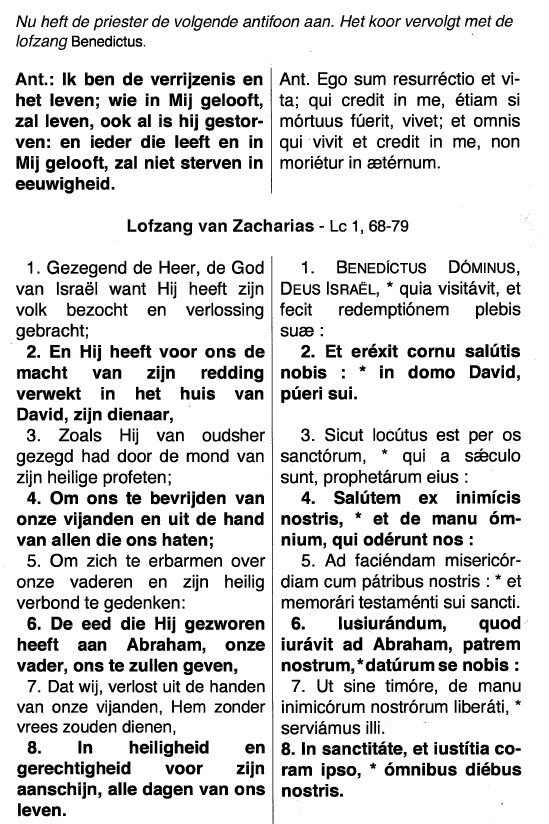 Nu heft de priester de volgende antifoon aan. Het koor vervolgt met de
lofzang Benedictus.
Ant.: Ik ben de verrijzenis en
het leven; wie in Mij gelooft,
zal leven, ook al is hij gestor-
ven: en ieder die leeft en in
Mij gelooft, zal niet sterven in
eeuwigheid.
Ant. Ego sum resurréctio et vi-
ta; qui credit in me, étiam si
mórtuus fúerit, vivet; et omnis
qui vivit et credit in me, non
moriétur in ætérnum.
Lofzang van Zacharias - Lc 1, 68-79
1. Gezegend de Heer, de God
van Israël want Hij heeft zijn
volk bezocht en verlossing
gebracht;
2. En Hij heeft voor ons de
macht van zijn redding
verwekt in het huis van
David, zijn dienaar,
3. Zoals Hij van oudsher
gezegd had door de mond van
zijn heilige profeten;
4. Om ons te bevrijden van
onze vijanden en uit de hand
van allen die ons haten;
5. Om zich te erbarmen over
onze vaderen en zijn heilig
verbond te gedenken:
6. De eed die Hij gezworen
heeft aan Abraham, onze
vader, ons te zullen geven,
7. Dat wij, verlost uit de handen
van onze vijanden, Hem zonder
vrees zouden dienen,
8. In heiligheid en
gerechtigheid voor zijn
aanschijn, alle dagen van ons
leven.
1. BENEDÍCTUS DÓMINUS,
DEUS ISRAËL, * quia visitávit, et
fecit redemptiónem plebis
suæ :
2. Et eréxit cornu salútis
nobis : * in domo David,
púeri sui.
3. Sicut locútus est per os
sanctórum, * qui a sǽculo
sunt, prophetárum eius :
4. Salútem ex inimícis
nostris, * et de manu óm-
nium, qui odérunt nos :
5. Ad faciéndam misericór-
diam cum pátribus nostris : * et
memorári testaménti sui sancti.
6. Iusiurándum, quod
iurávit ad Abraham, patrem
nostrum, * datúrum se nobis :
7. Ut sine timóre, de manu
inimicórum nostrórum liberáti, *
serviámus illi.
8. In sanctitáte, et iustítia co-
ram ipso, * ómnibus diébus
nostris.